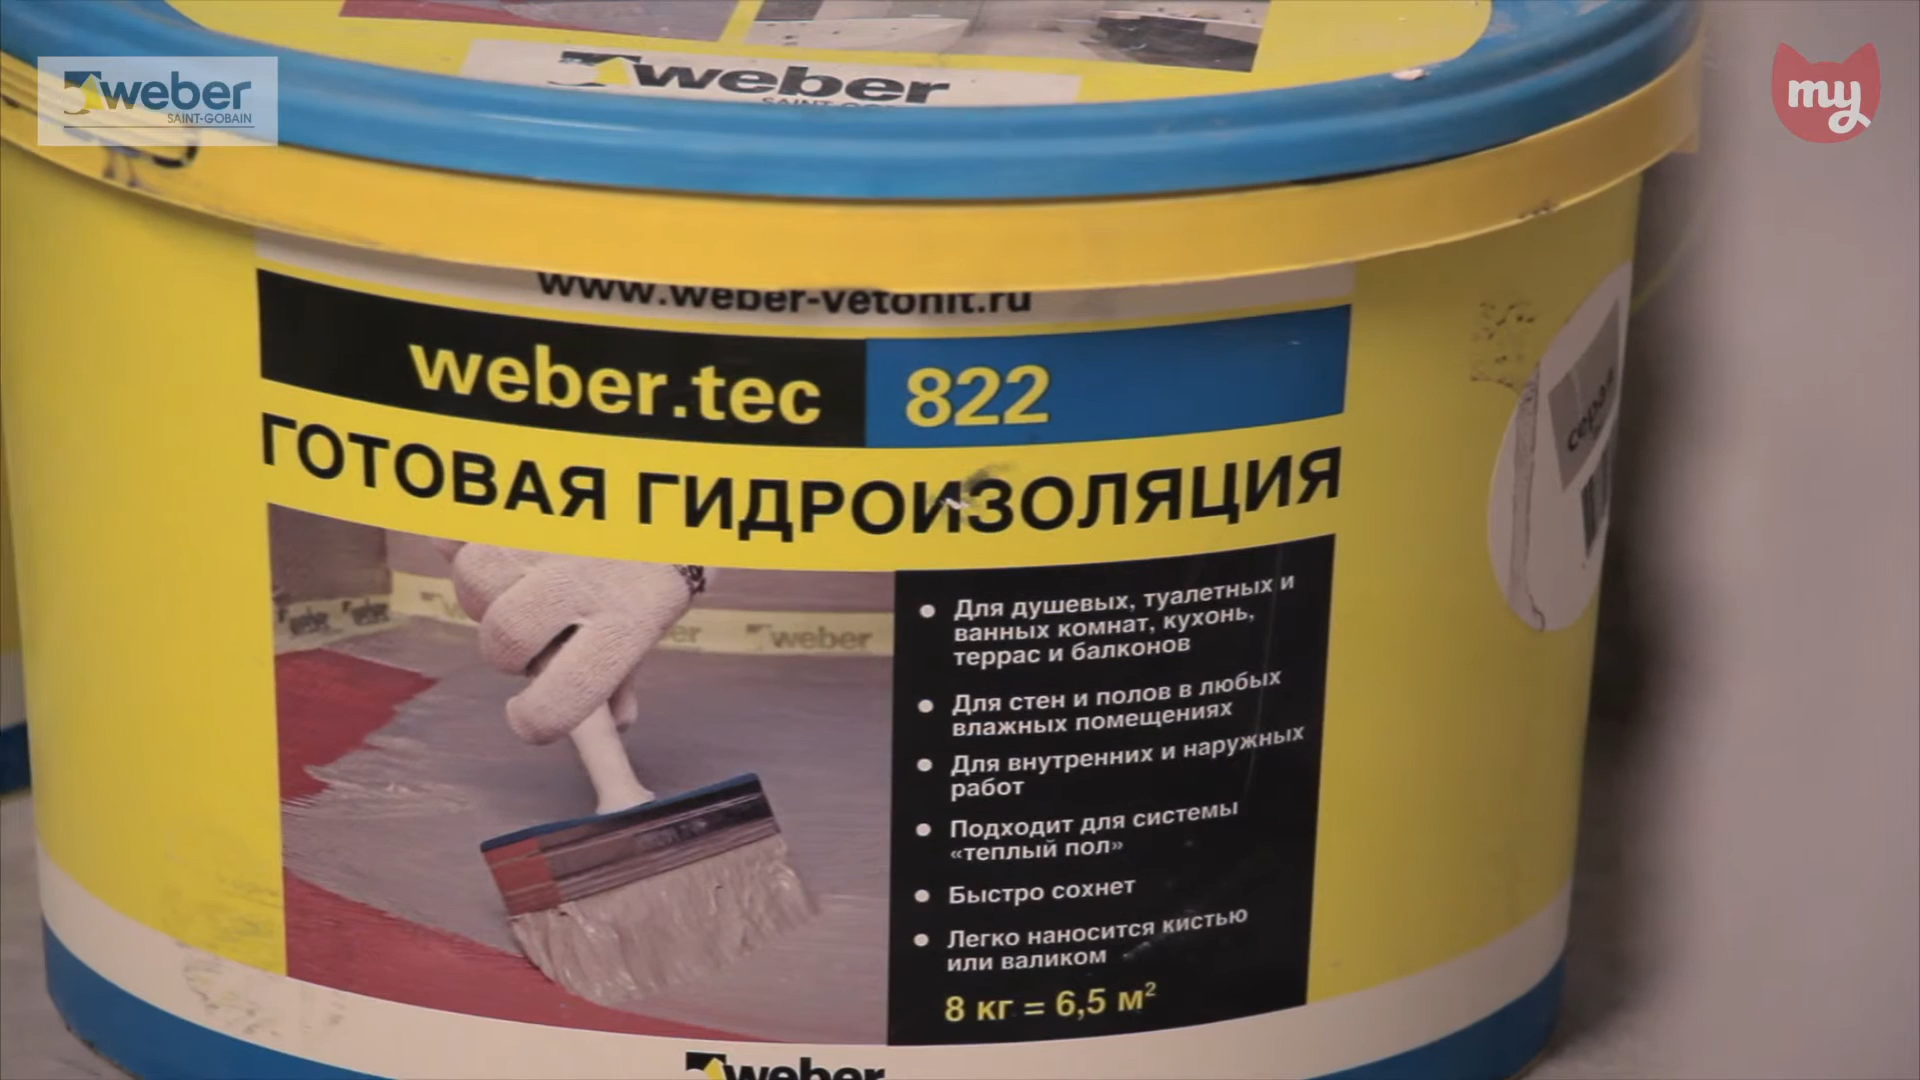 weber
SAINT-GOBAIN
my
weber
www.weber-vetonit.ru
weber.tec 822
ГОТОВАЯ ГИДРОИЗОЛЯЦИЯ
weber
• Для душевых, туалетных и
ванных комнат, кухонь,
террас и балконов
• Для стен и полов в любых
влажных помещениях
• Для внутренних и наружных
работ
• Подходит для системы
«теплый пол»
• Быстро сохнет
• Легко наносится кистью
или валиком
8 кг = 6,5 м²
weber